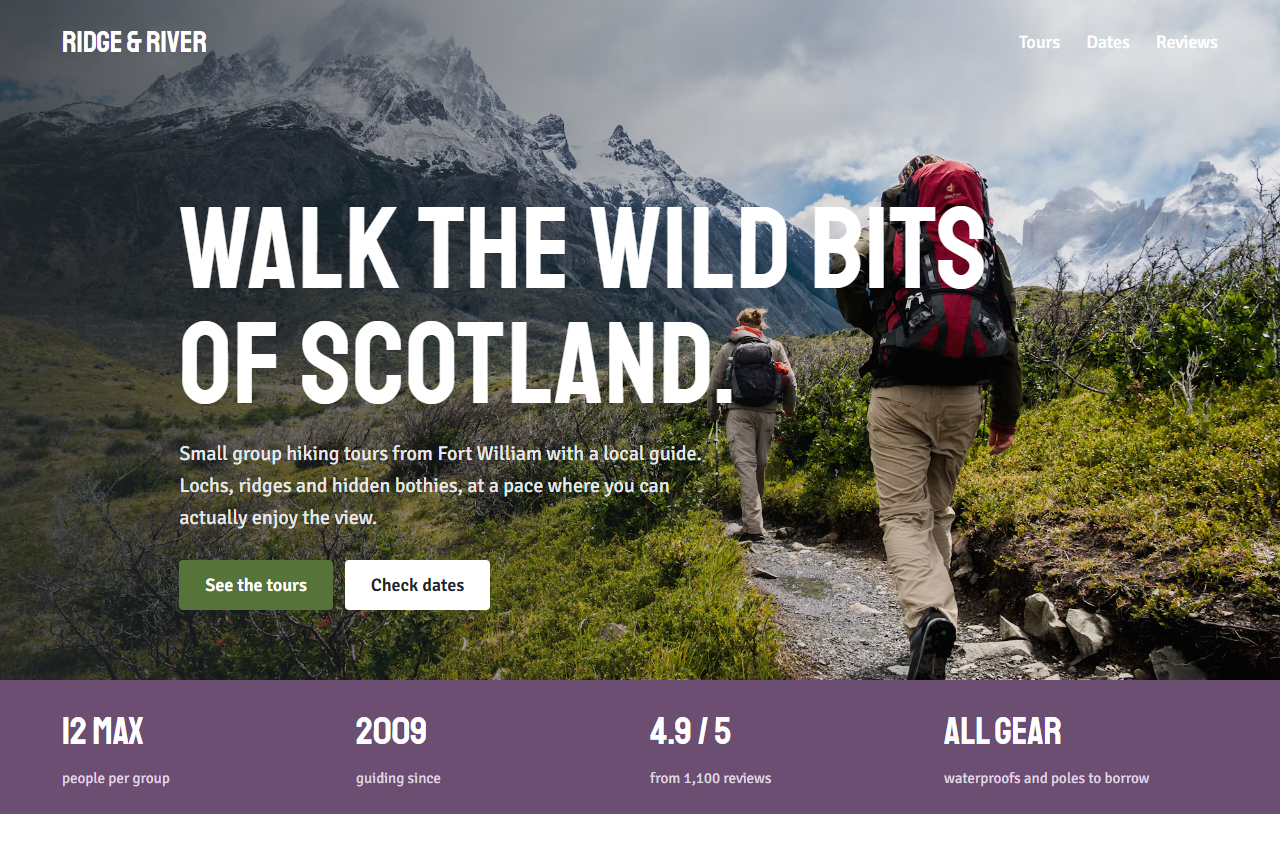 RIDGE & RIVER
Tours Dates Reviews
WALK THE WILD BITS
OF SCOTLAND.
Small group hiking tours from Fort William with a local guide.
Lochs, ridges and hidden bothies, at a pace where you can
actually enjoy the view.
See the tours Check dates
12 MAX 2009 4.9 / 5 ALL GEAR
people per group guiding since from 1,100 reviews waterproofs and poles to borrow